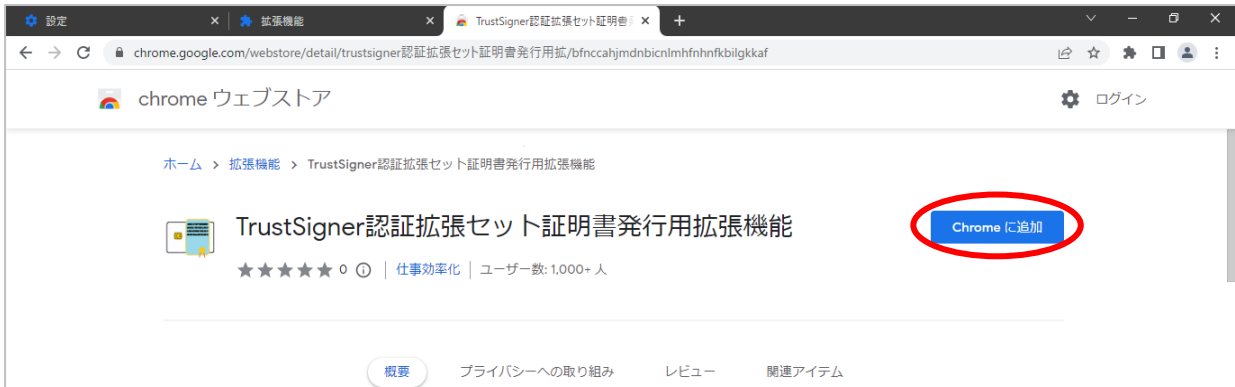 設定
拡張機能
TrustSigner認証拡張セット証明書
chrome.google.com/webstore/detail/trustsigner認証拡張セット証明書発行用拡/bfnccahjmdnbicnlmhfnhnfkbilgkkaf
chrome ウェブストア
ログイン
ホーム > 拡張機能 > TrustSigner認証拡張セット証明書発行用拡張機能
TrustSigner認証拡張セット証明書発行用拡張機能
Chrome に追加
0 仕事効率化 ユーザー数: 1,000+ 人
概要 プライバシーへの取り組み レビュー 関連アイテム